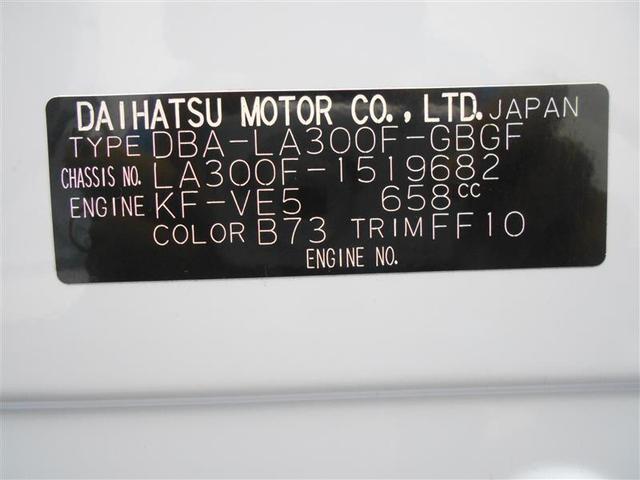 DAIHATSU MOTOR CO., LTD. JAPAN
TYPE DBA-LA300F-GBGF
CHASSIS NO. LA300F-1519682
ENGINE KF-VE5 658cc
COLOR B73 TRIM FF10
ENGINE NO.